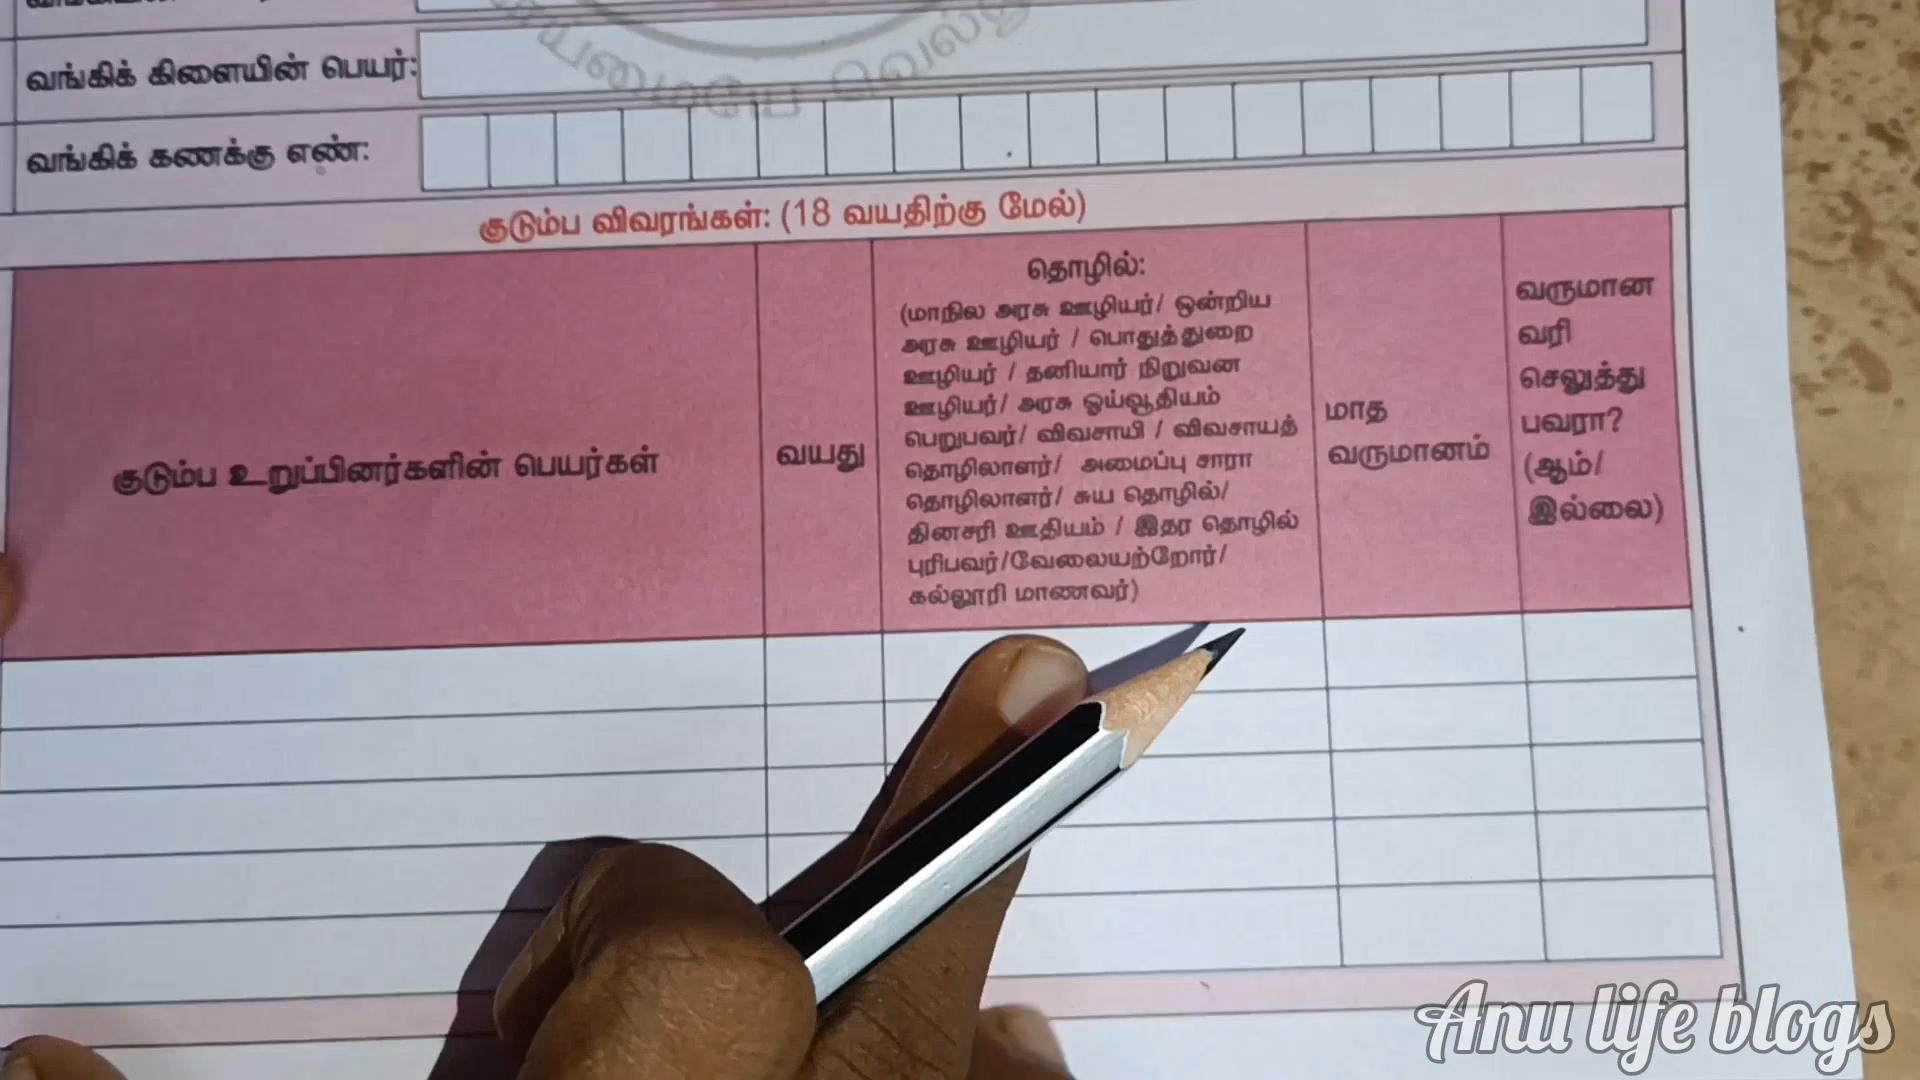 வங்கிக் கிளையின் பெயர்:
வங்கிக் கணக்கு எண்:
குடும்ப விவரங்கள்: (18 வயதிற்கு மேல்)
குடும்ப உறுப்பினர்களின் பெயர்கள்
வயது
தொழில்:
(மாநில அரசு ஊழியர்/ ஒன்றிய
அரசு ஊழியர் / பொதுத்துறை
ஊழியர் / தனியார் நிறுவன
ஊழியர்/ அரசு ஓய்வூதியம்
பெறுபவர்/ விவசாயி / விவசாயத்
தொழிலாளர்/ அமைப்பு சாரா
தொழிலாளர்/ சுய தொழில்/
தினசரி ஊதியம் / இதர தொழில்
புரிபவர்/வேலையற்றோர்/
கல்லூரி மாணவர்)
மாத
வருமானம்
வருமான
வரி
செலுத்து
பவரா?
(ஆம்/
இல்லை)
Anu life blogs